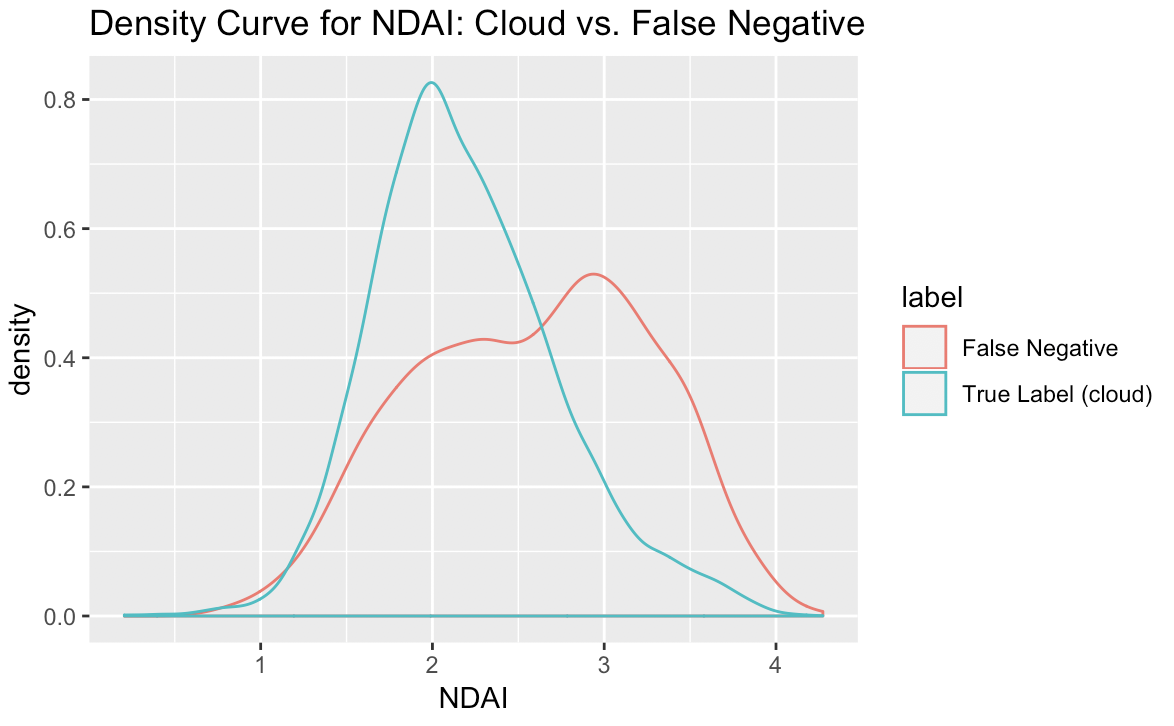 Density Curve for NDAI: Cloud vs. False Negative
density
0.8
0.6
0.4
0.2
0.0
1 2 3 4
NDAI
label
False Negative
True Label (cloud)